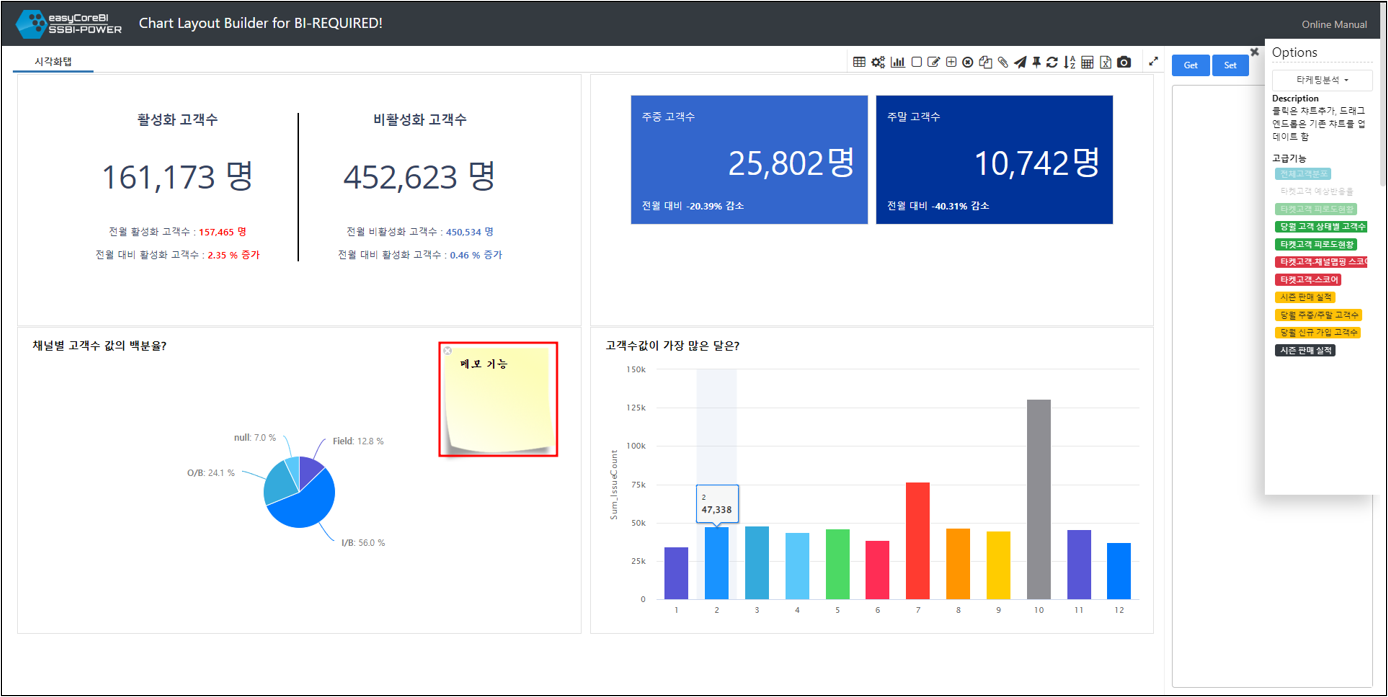 easyCoreBI
SSBI-POWER
Chart Layout Builder for BI-REQUIRED!
Online Manual
시각화탭
Get
Set
Options
타케팅분석
Description
클릭은 챠트추가, 드래그
앤드롭은 기존 챠트를 업
데이트 함
고급기능
전체고객분포
타겟고객 예상반응율
타켓고객 피로도현황
당월 고객 상태별 고객수
타켓고객 피로도현황
타켓고객-채널맵핑 스코어
타켓고객-스코어
시즌 판매 실적
당월 주중/주말 고객수
당월 신규 가입 고객수
시즌 판매 실적
활성화 고객수
161,173 명
전월 활성화 고객수 : 157,465 명
전월 대비 활성화 고객수 : 2.35 % 증가
비활성화 고객수
452,623 명
전월 비활성화 고객수 : 450,534 명
전월 대비 활성화 고객수 : 0.46 % 증가
주중 고객수
25,802명
전월 대비 -20.39% 감소
주말 고객수
10,742명
전월 대비 -40.31% 감소
채널별 고객수 값의 백분율?
메모 기능
null: 7.0 %
Field: 12.8 %
O/B: 24.1 %
I/B: 56.0 %
고객수값이 가장 많은 달은?
Sum_IssueCount
150k
125k
100k
75k
50k
25k
0
2
47,338
1 2 3 4 5 6 7 8 9 10 11 12